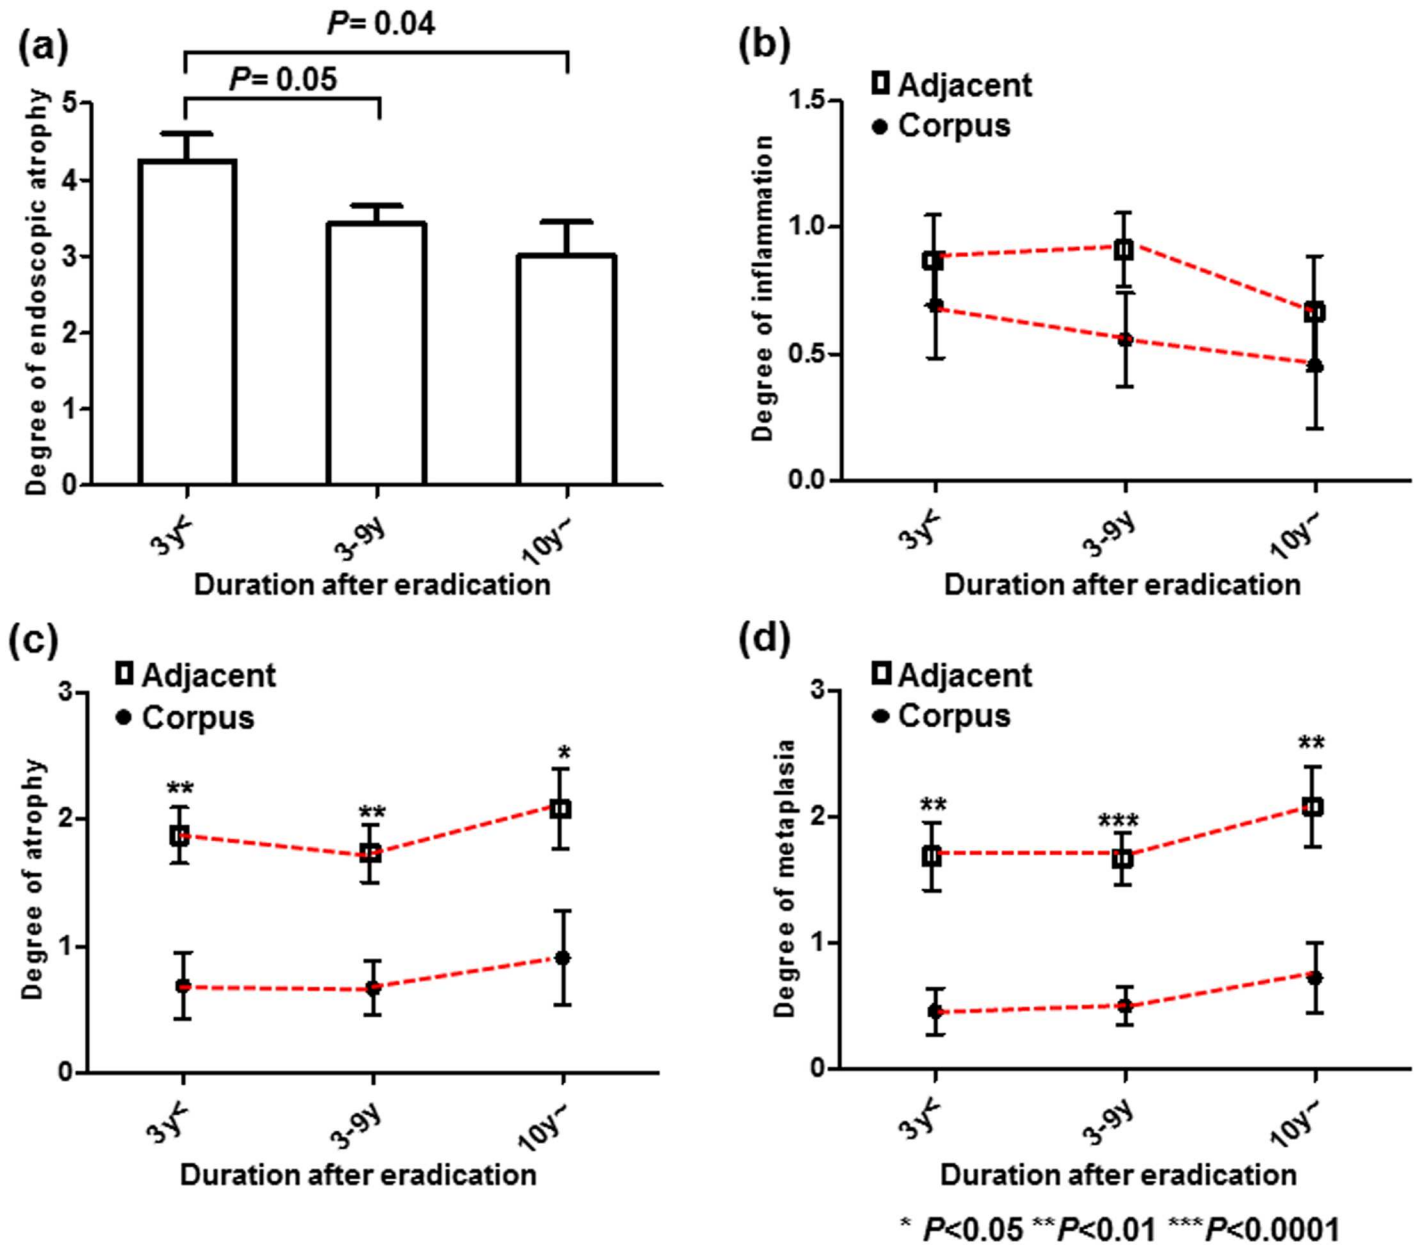 (a)
P= 0.04
P= 0.05
Degree of endoscopic atrophy
5
4
3
2
1
0
3y<
3-9y
10y~
Duration after eradication
(b)
Adjacent
Corpus
Degree of inflammation
1.5
1.0
0.5
0.0
3y<
3-9y
10y~
Duration after eradication
(c)
Adjacent
Corpus
Degree of atrophy
3
2
1
0
**
**
*
3y<
3-9y
10y~
Duration after eradication
(d)
Adjacent
Corpus
Degree of metaplasia
3
2
1
0
**
***
**
3y<
3-9y
10y~
Duration after eradication
* P<0.05 **P<0.01 ***P<0.0001